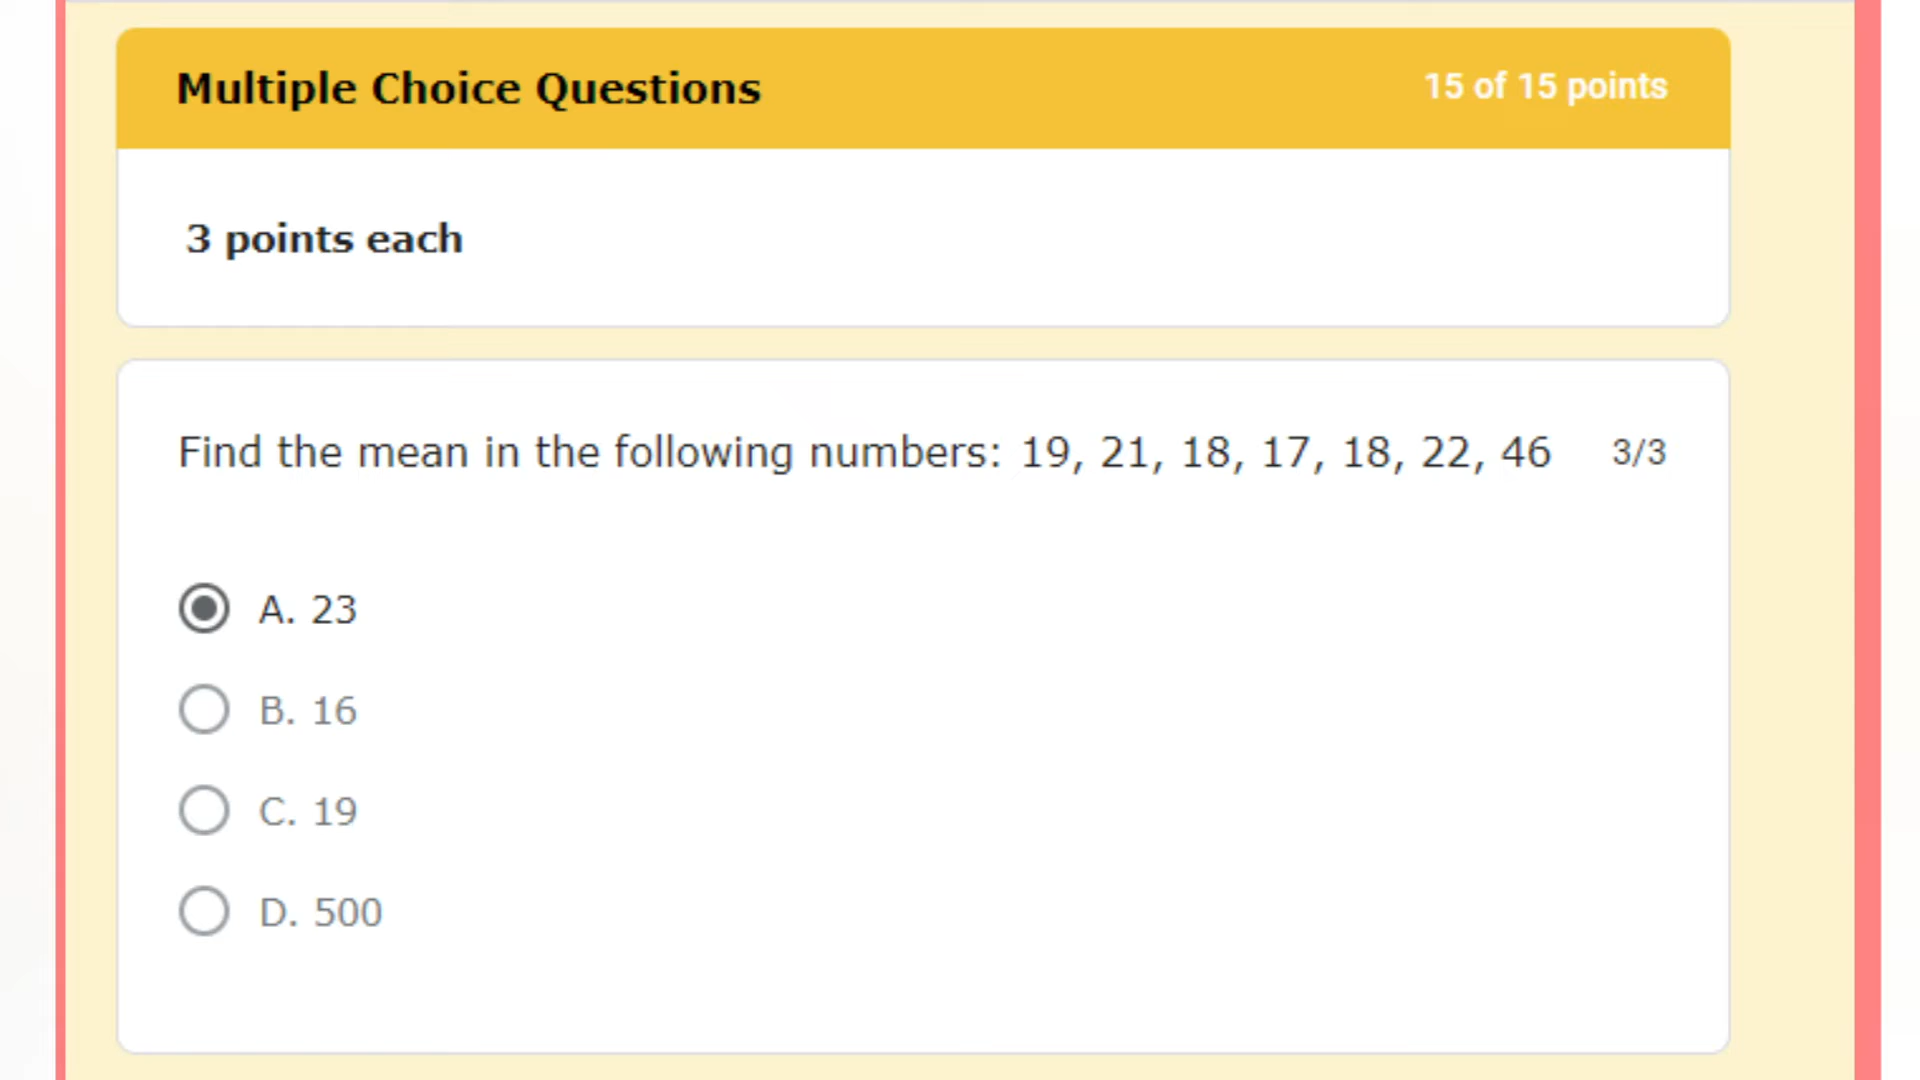 Multiple Choice Questions 15 of 15 points
3 points each
Find the mean in the following numbers: 19, 21, 18, 17, 18, 22, 46 3/3
A. 23
B. 16
C. 19
D. 500